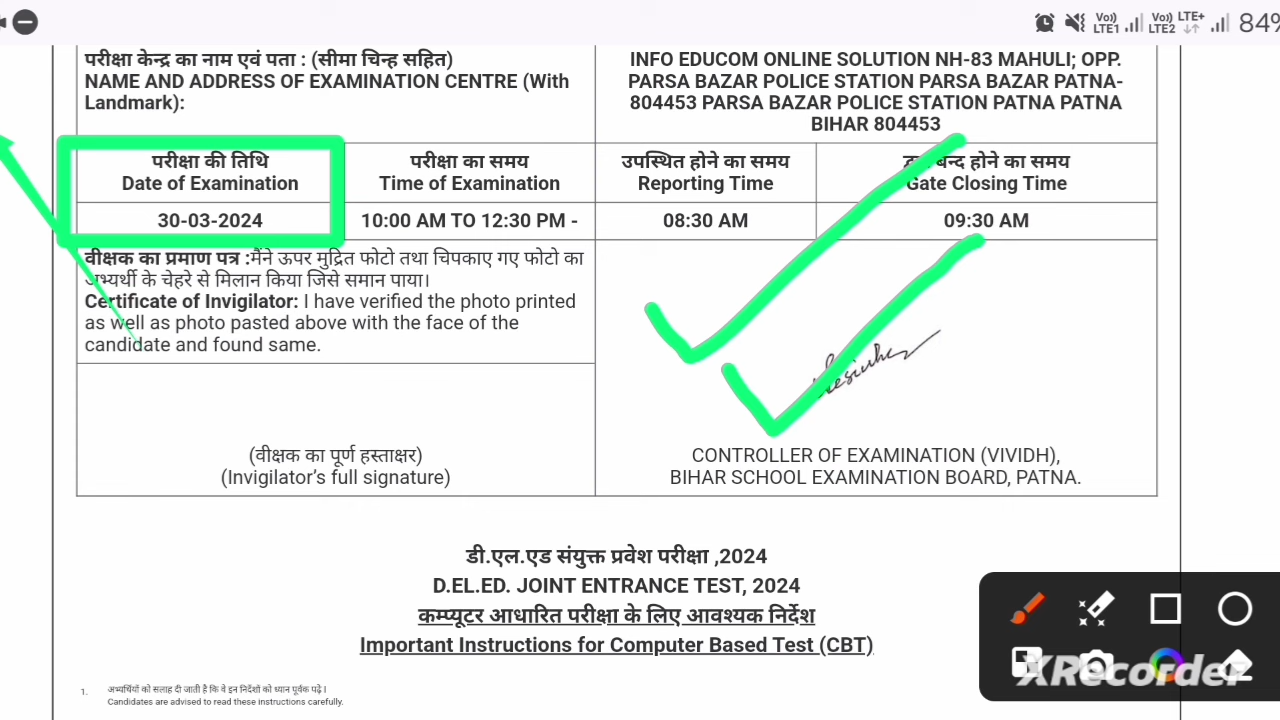 Vo)) LTE1 Vo)) LTE2 LTE+ 84%
परीक्षा केन्द्र का नाम एवं पता : (सीमा चिन्ह सहित)
NAME AND ADDRESS OF EXAMINATION CENTRE (With
Landmark):
INFO EDUCOM ONLINE SOLUTION NH-83 MAHULI; OPP.
PARSA BAZAR POLICE STATION PARSA BAZAR PATNA-
804453 PARSA BAZAR POLICE STATION PATNA PATNA
BIHAR 804453
परीक्षा की तिथि
Date of Examination
परीक्षा का समय
Time of Examination
उपस्थित होने का समय
Reporting Time
बन्द होने का समय
Gate Closing Time
30-03-2024
10:00 AM TO 12:30 PM -
08:30 AM
09:30 AM
वीक्षक का प्रमाण पत्र :मैंने ऊपर मुद्रित फोटो तथा चिपकाए गए फोटो का
अभ्यर्थी के चेहरे से मिलान किया जिसे समान पाया।
Certificate of Invigilator: I have verified the photo printed
as well as photo pasted above with the face of the
candidate and found same.
(वीक्षक का पूर्ण हस्ताक्षर)
(Invigilator's full signature)
CONTROLLER OF EXAMINATION (VIVIDH),
BIHAR SCHOOL EXAMINATION BOARD, PATNA.
डी.एल.एड संयुक्त प्रवेश परीक्षा ,2024
D.EL.ED. JOINT ENTRANCE TEST, 2024
कम्प्यूटर आधारित परीक्षा के लिए आवश्यक निर्देश
Important Instructions for Computer Based Test (CBT)
1. अभ्यर्थियों को सलाह दी जाती है कि वे इन निर्देशों को ध्यान पूर्वक पढ़े ।
Candidates are advised to read these instructions carefully.
XRecorder